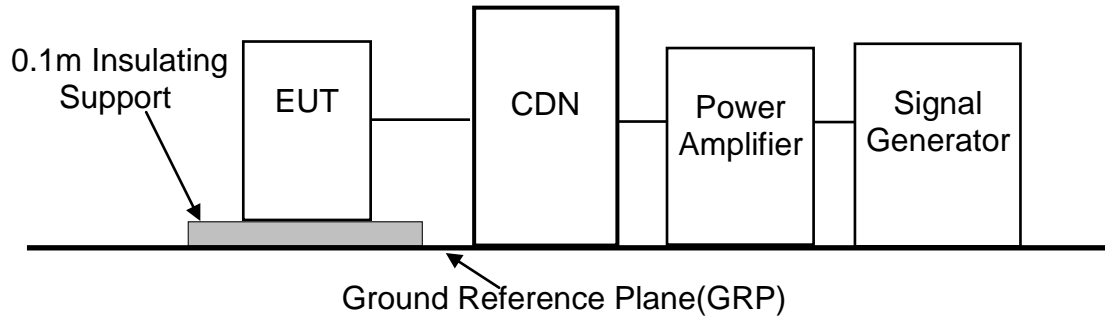 0.1m Insulating
Support
EUT
CDN
Power
Amplifier
Signal
Generator
Ground Reference Plane(GRP)